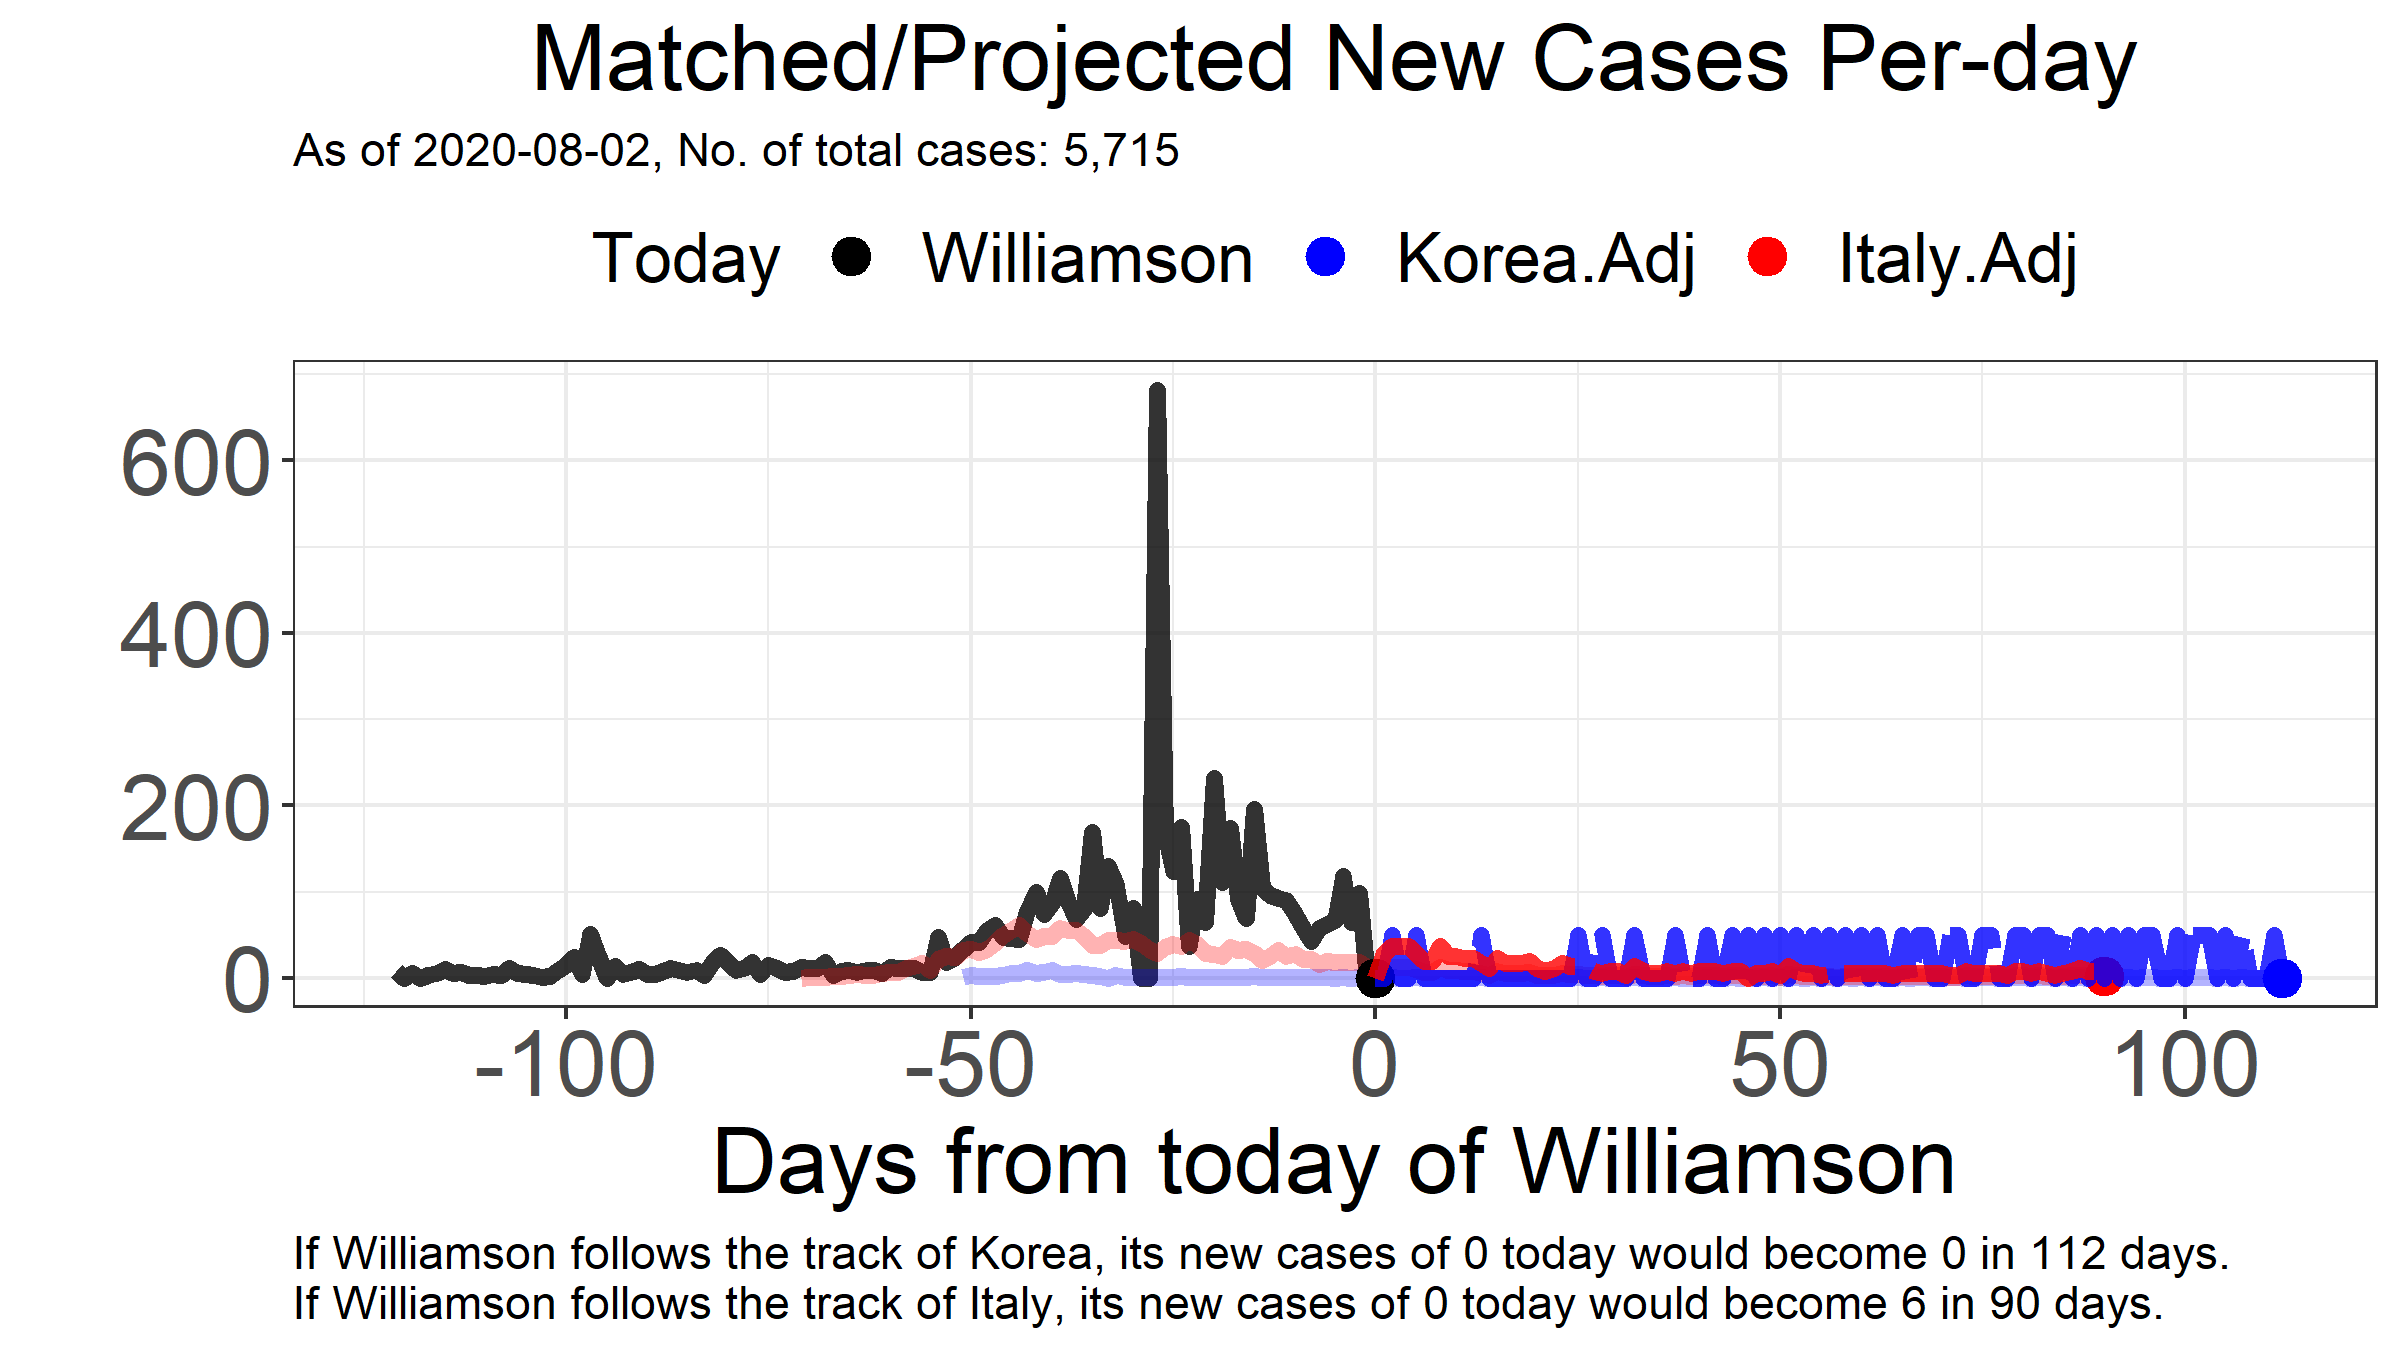 Matched/Projected New Cases Per-day
As of 2020-08-02, No. of total cases: 5,715
Today Williamson Korea.Adj Italy.Adj
600
400
200
0
-100 -50 0 50 100
Days from today of Williamson
If Williamson follows the track of Korea, its new cases of 0 today would become 0 in 112 days.
If Williamson follows the track of Italy, its new cases of 0 today would become 6 in 90 days.